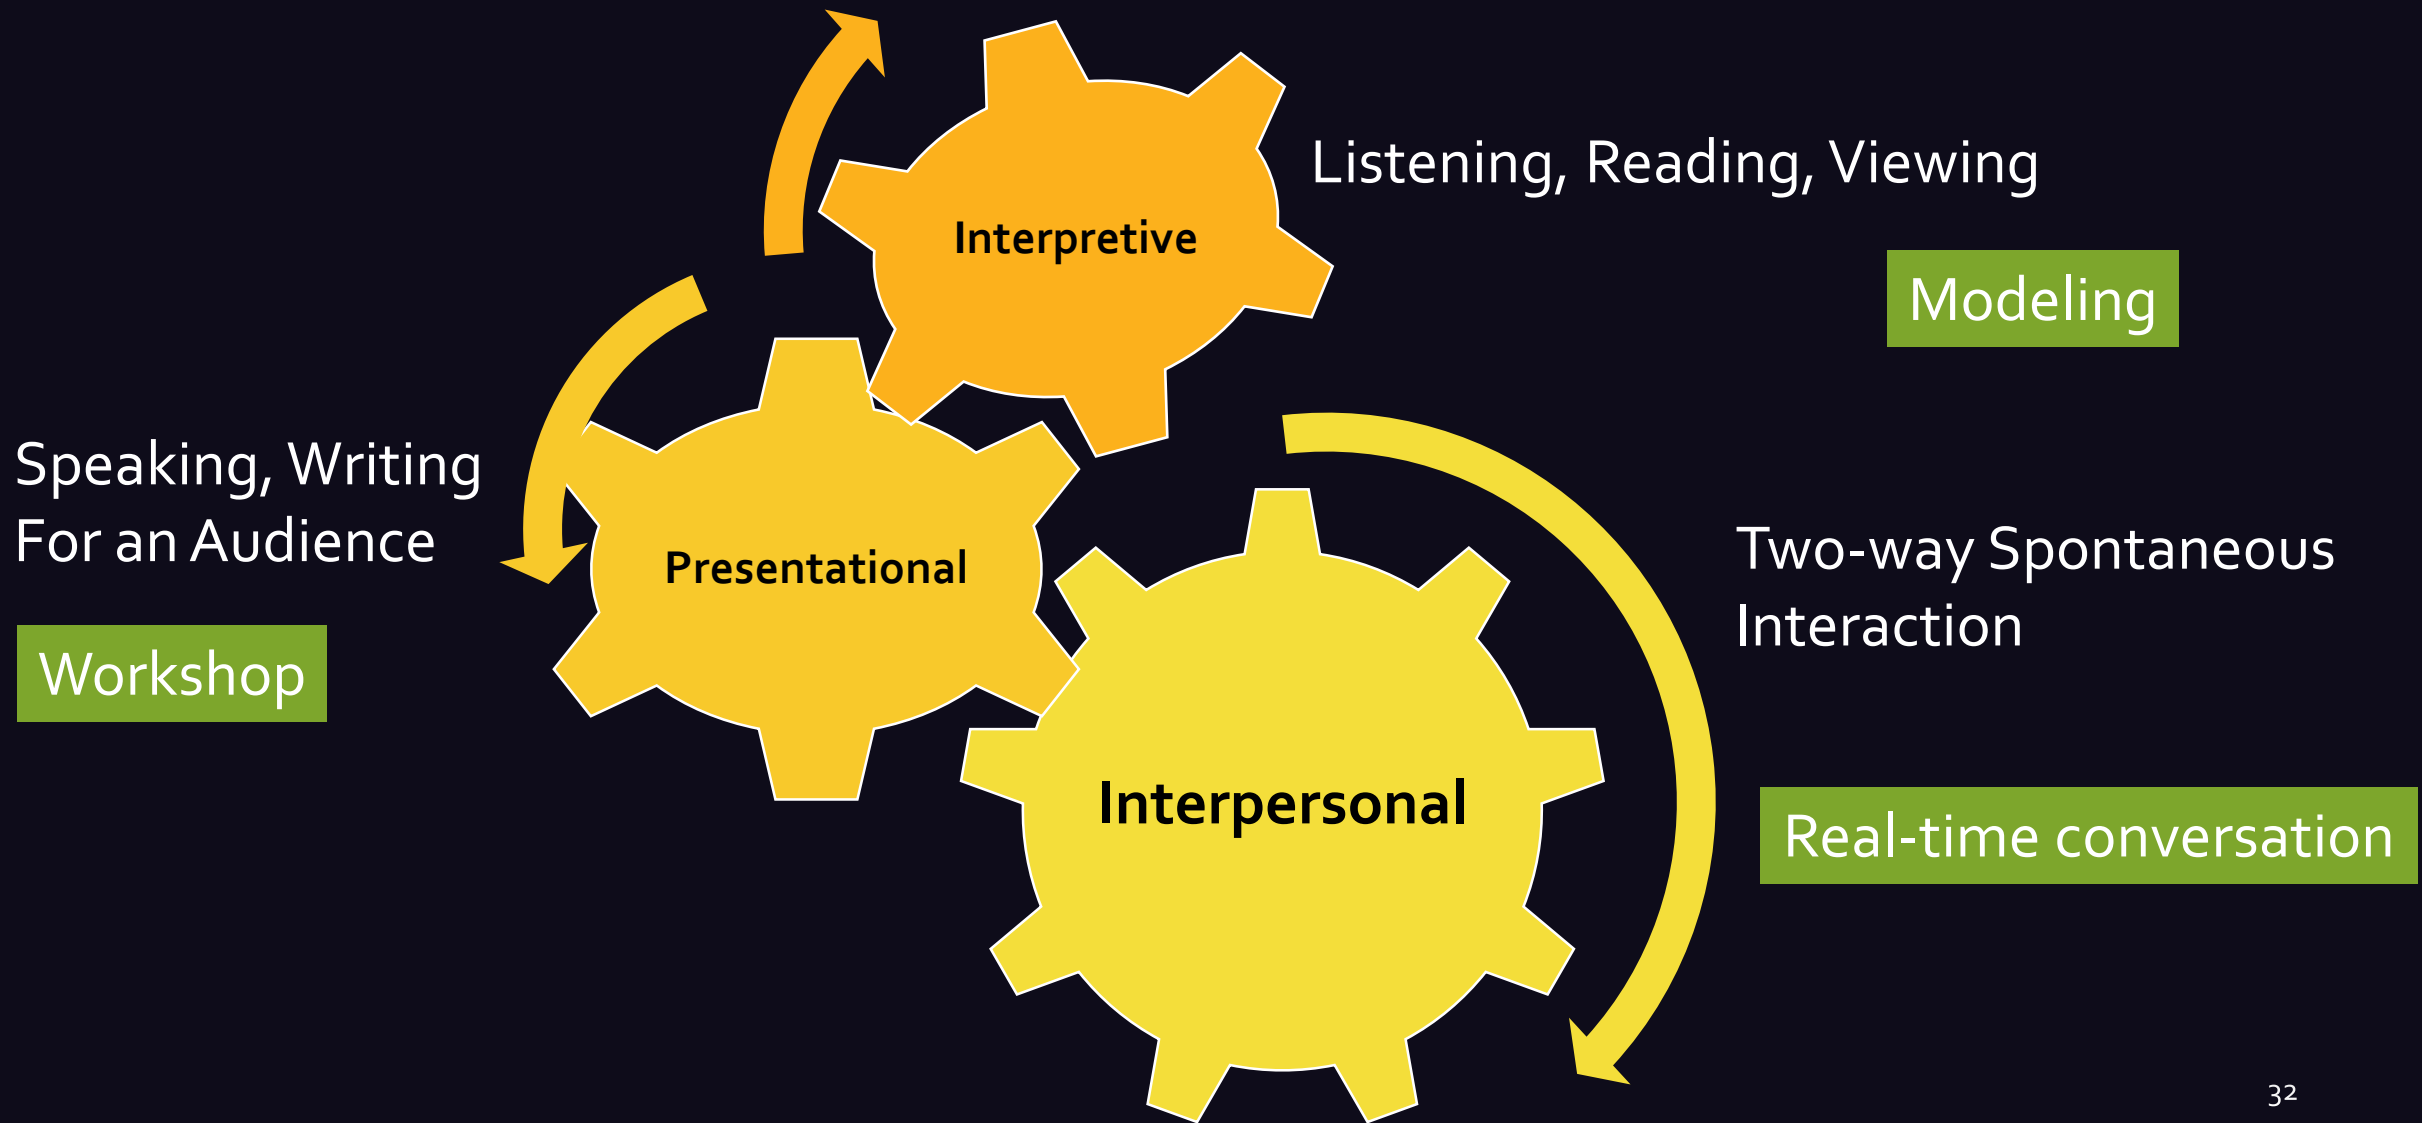 Interpretive
Listening, Reading, Viewing
Modeling
Speaking, Writing
For an Audience
Workshop
Presentational
Two-way Spontaneous
Interaction
Interpersonal
Real-time conversation
32